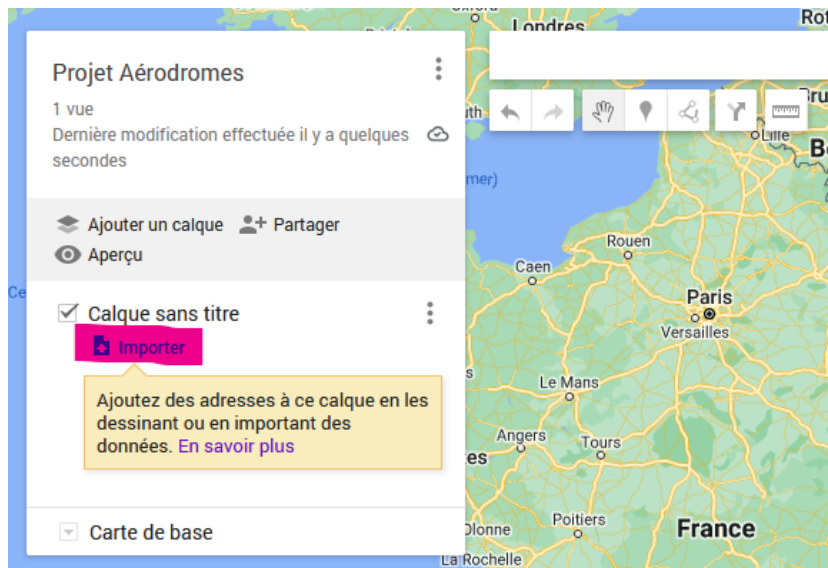 Projet Aérodromes
1 vue
Dernière modification effectuée il y a quelques
secondes
Ajouter un calque
Partager
Aperçu
Calque sans titre
Importer
Ajoutez des adresses à ce calque en les
dessinant ou en important des
données. En savoir plus
Carte de base
Londres
Lille
mer)
Rouen
Caen
Paris
Versailles
Le Mans
Angers
Tours
Poitiers
France
La Rochelle